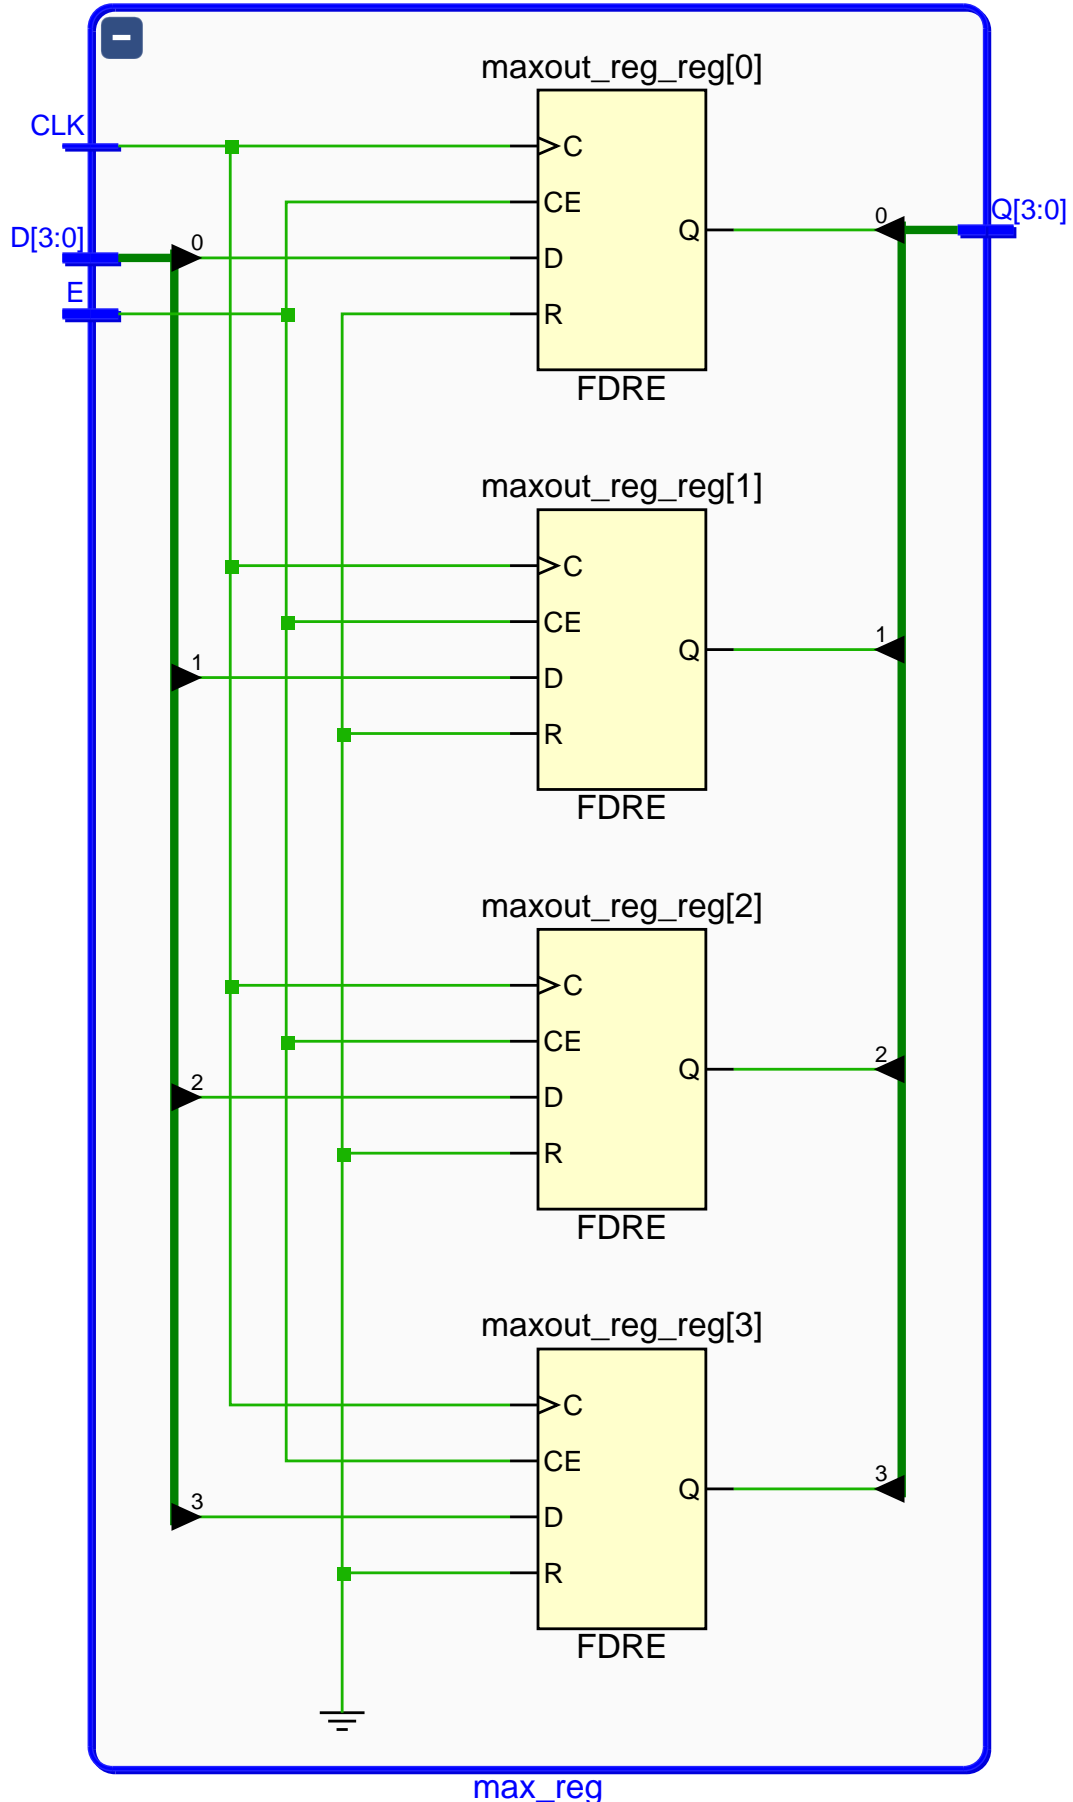 maxout_reg_reg[0]
CLK
C
CE
Q[3:0]
0
Q
D[3:0]
0
D
E
R
FDRE
maxout_reg_reg[1]
C
CE
1
Q
1
D
R
FDRE
maxout_reg_reg[2]
C
CE
2
Q
2
D
R
FDRE
maxout_reg_reg[3]
C
CE
3
Q
3
D
R
FDRE
max_reg